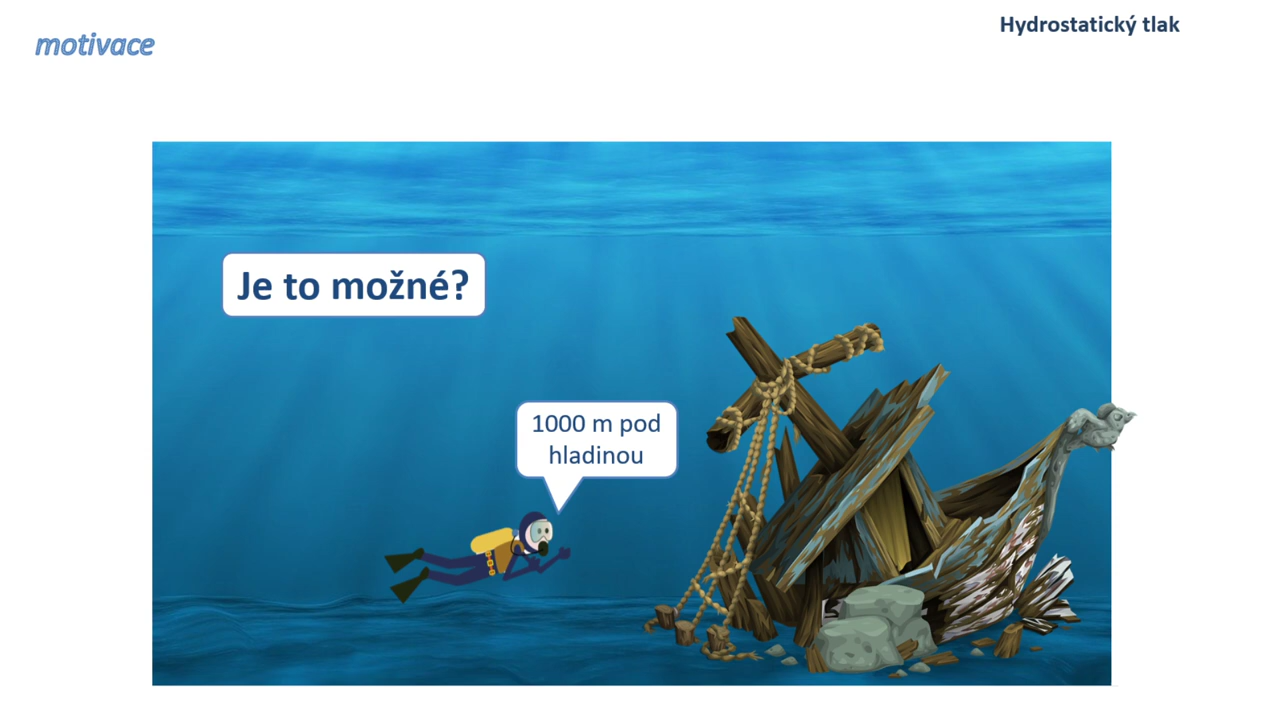 motivace
Hydrostatický tlak
Je to možné?
1000 m pod
hladinou